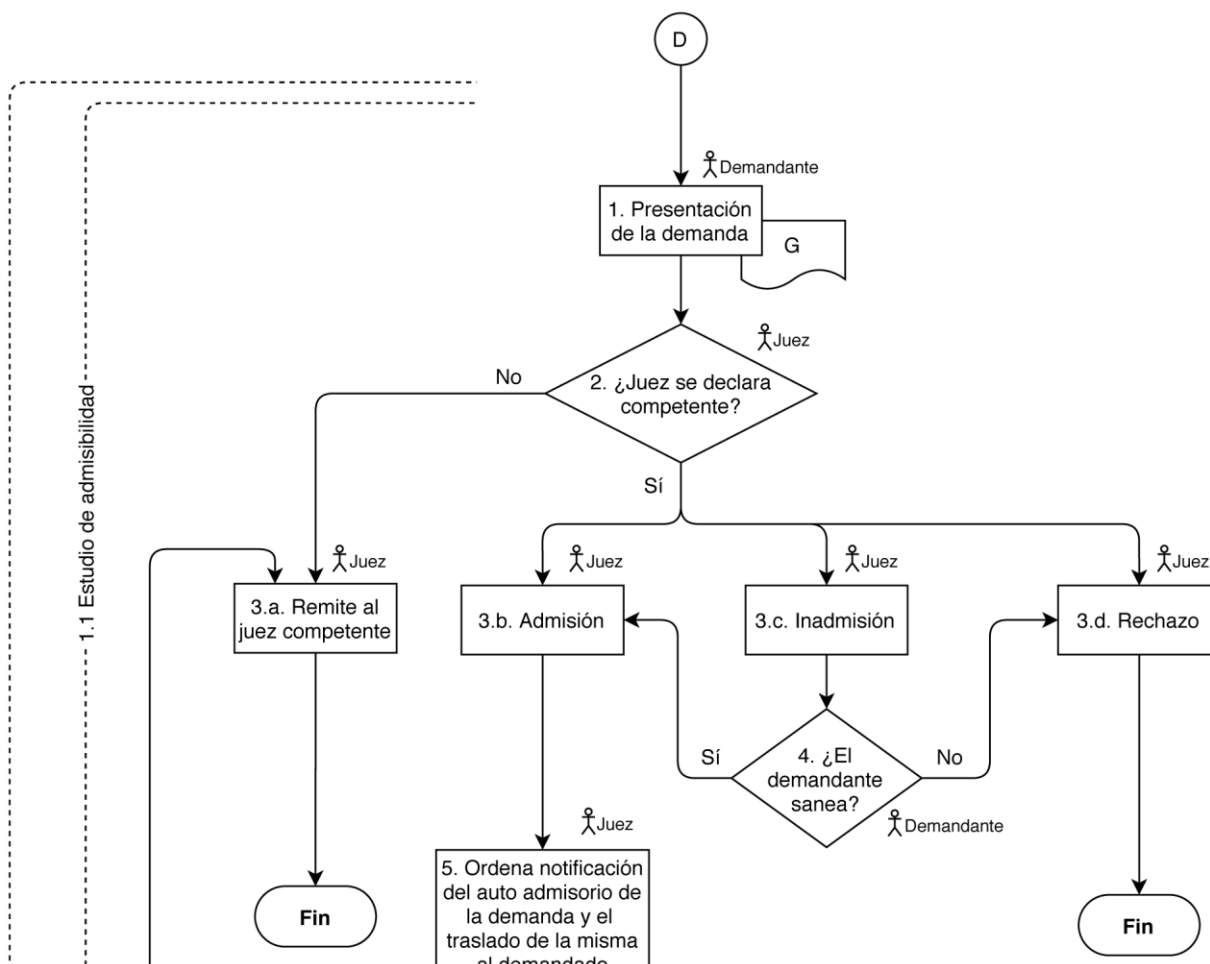 D
Demandante
1. Presentación
de la demanda
G
Juez
2. ¿Juez se declara
competente?
No
Sí
1.1 Estudio de admisibilidad
Juez
Juez
Juez
Juez
3.a. Remite al
juez competente
3.b. Admisión
3.c. Inadmisión
3.d. Rechazo
4. ¿El
demandante
sanea?
Sí
No
Demandante
Juez
5. Ordena notificación
del auto admisorio de
la demanda y el
traslado de la misma
al demandado
Fin
Fin